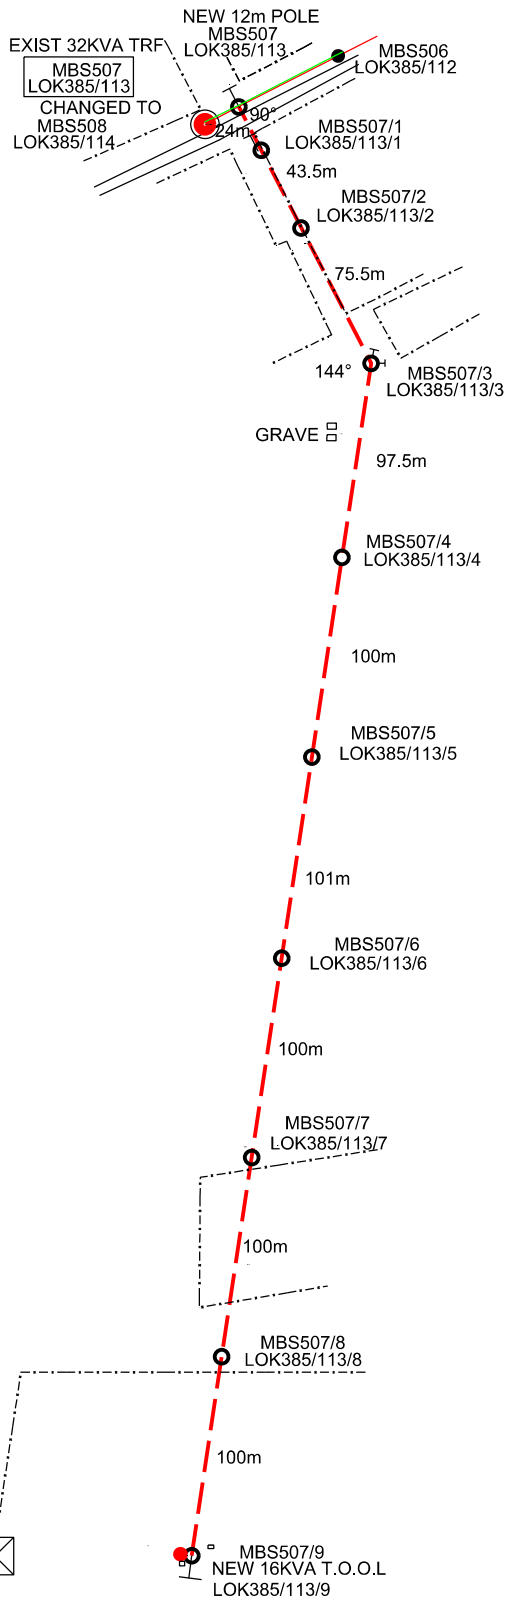 NEW 12m POLE
MBS507
LOK385/113
EXIST 32KVA TRF
MBS507
LOK385/113
CHANGED TO
MBS508
LOK385/114
MBS506
LOK385/112
90°
24m
MBS507/1
LOK385/113/1
43.5m
MBS507/2
LOK385/113/2
75.5m
144°
MBS507/3
LOK385/113/3
GRAVE
97.5m
MBS507/4
LOK385/113/4
100m
MBS507/5
LOK385/113/5
101m
MBS507/6
LOK385/113/6
100m
MBS507/7
LOK385/113/7
100m
MBS507/8
LOK385/113/8
100m
MBS507/9
NEW 16KVA T.O.O.L
LOK385/113/9